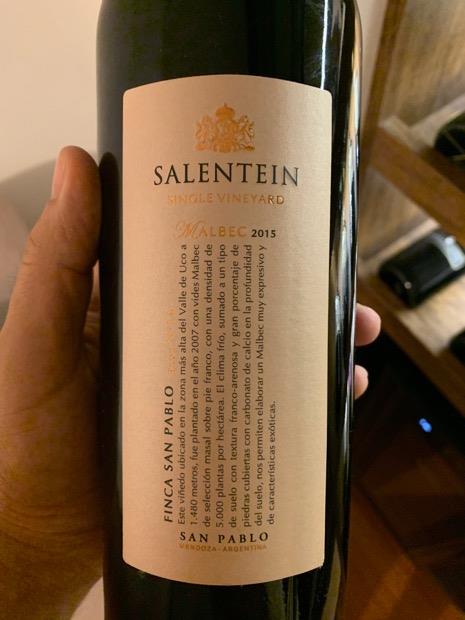 SALENTEIN
SINGLE VINEYARD
MALBEC 2015
FINCA SAN PABLO
Este viñedo ubicado en la zona más alta del Valle de Uco a
1.480 metros, fue plantado en el año 2007 con vides Malbec
de selección masal sobre pie franco, con una densidad de
5.000 plantas por hectárea. El clima frío, sumado a un tipo
de suelo con textura franco-arenosa y gran porcentaje de
piedras cubiertas con carbonato de calcio en la profundidad
del suelo, nos permiten elaborar un Malbec muy expresivo y
de características exóticas.
SAN PABLO
MENDOZA - ARGENTINA